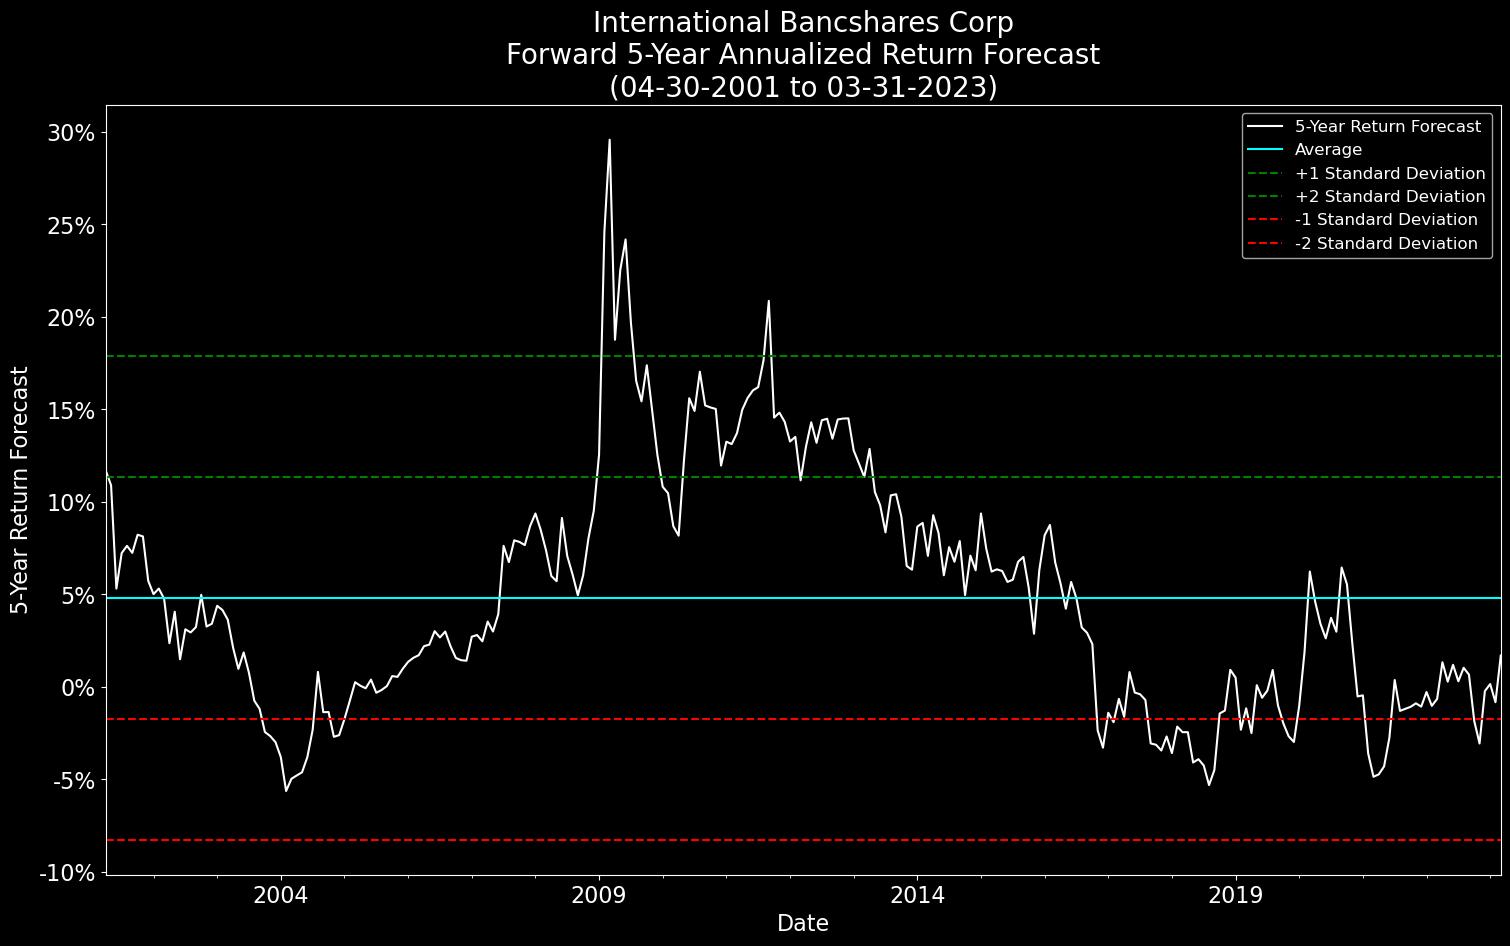 International Bancshares Corp
Forward 5-Year Annualized Return Forecast
(04-30-2001 to 03-31-2023)
30%
25%
20%
15%
10%
5%
0%
-5%
-10%
5-Year Return Forecast
5-Year Return Forecast
Average
+1 Standard Deviation
+2 Standard Deviation
-1 Standard Deviation
-2 Standard Deviation
2004
2009
2014
2019
Date